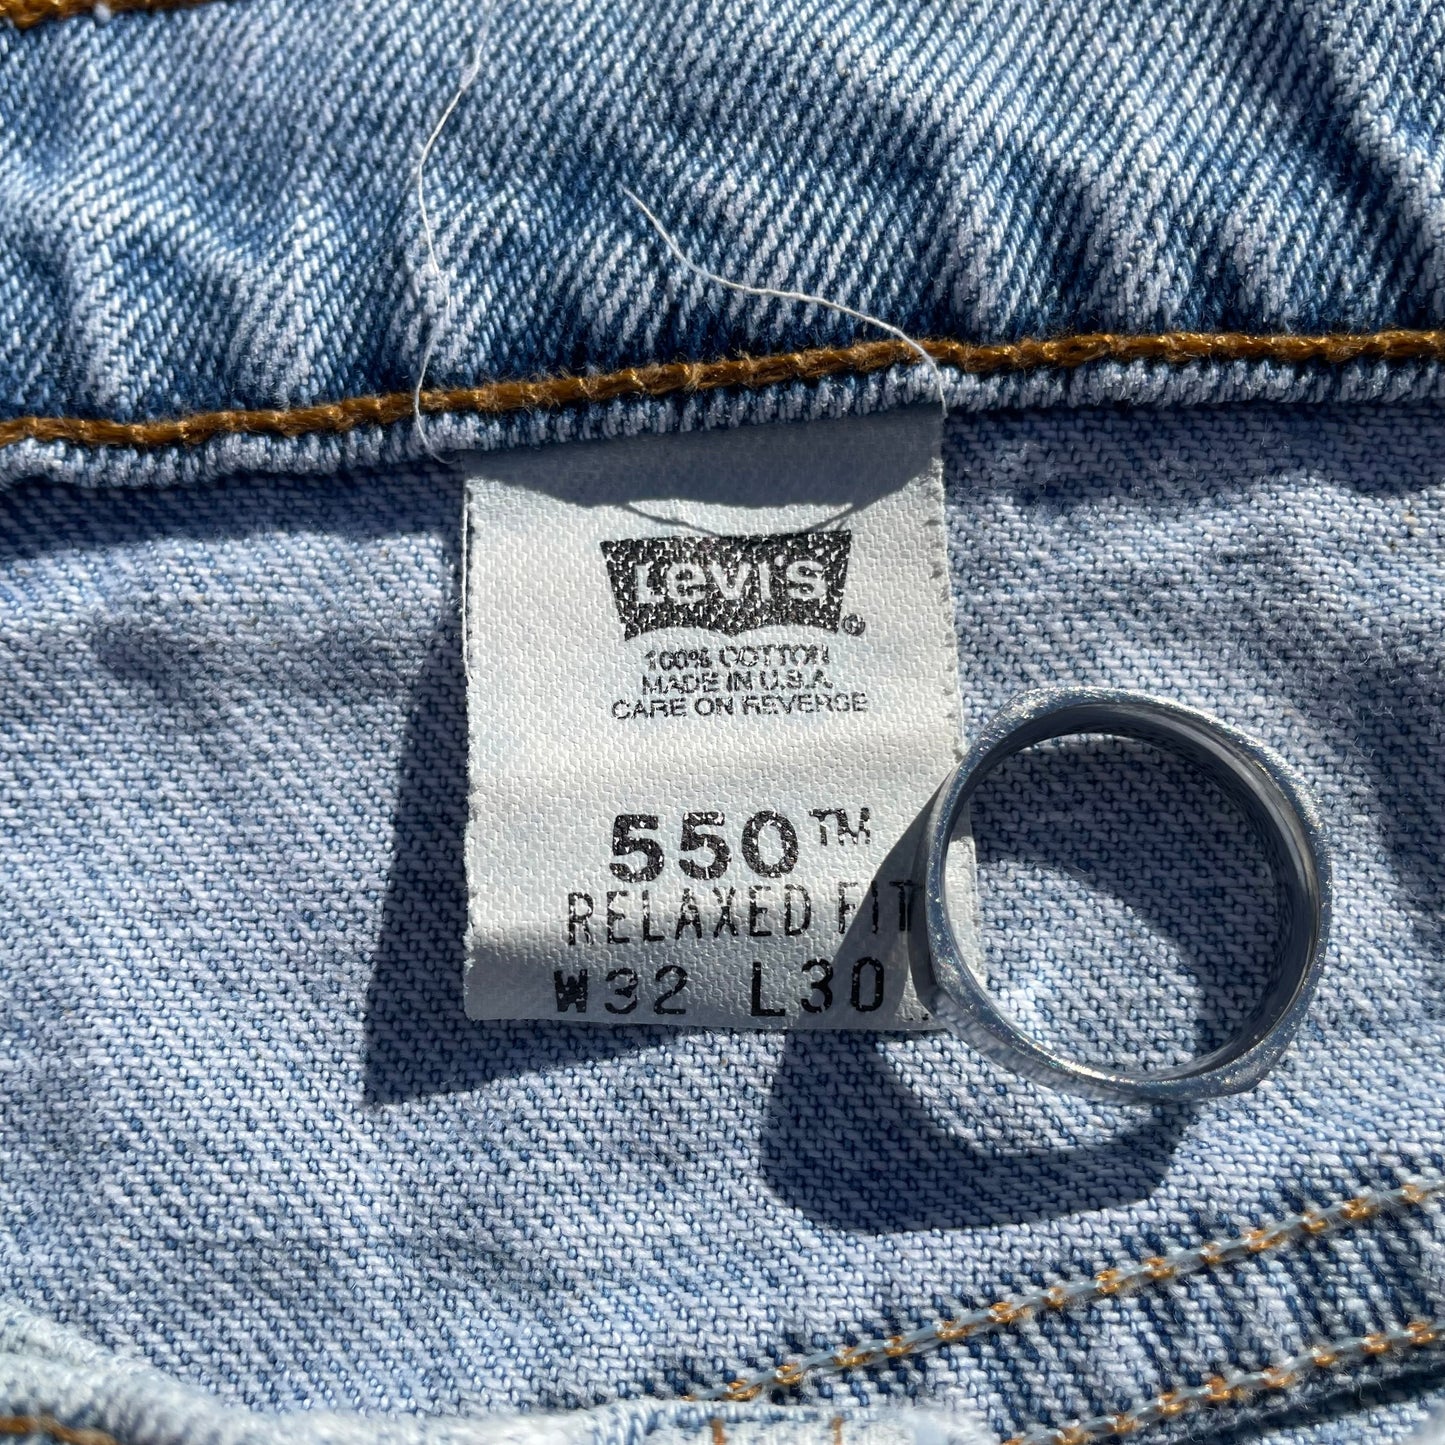 Levi's ®
100% COTTON
MADE IN U.S.A.
CARE ON REVERSE
550™
RELAXED FIT
W32 L30